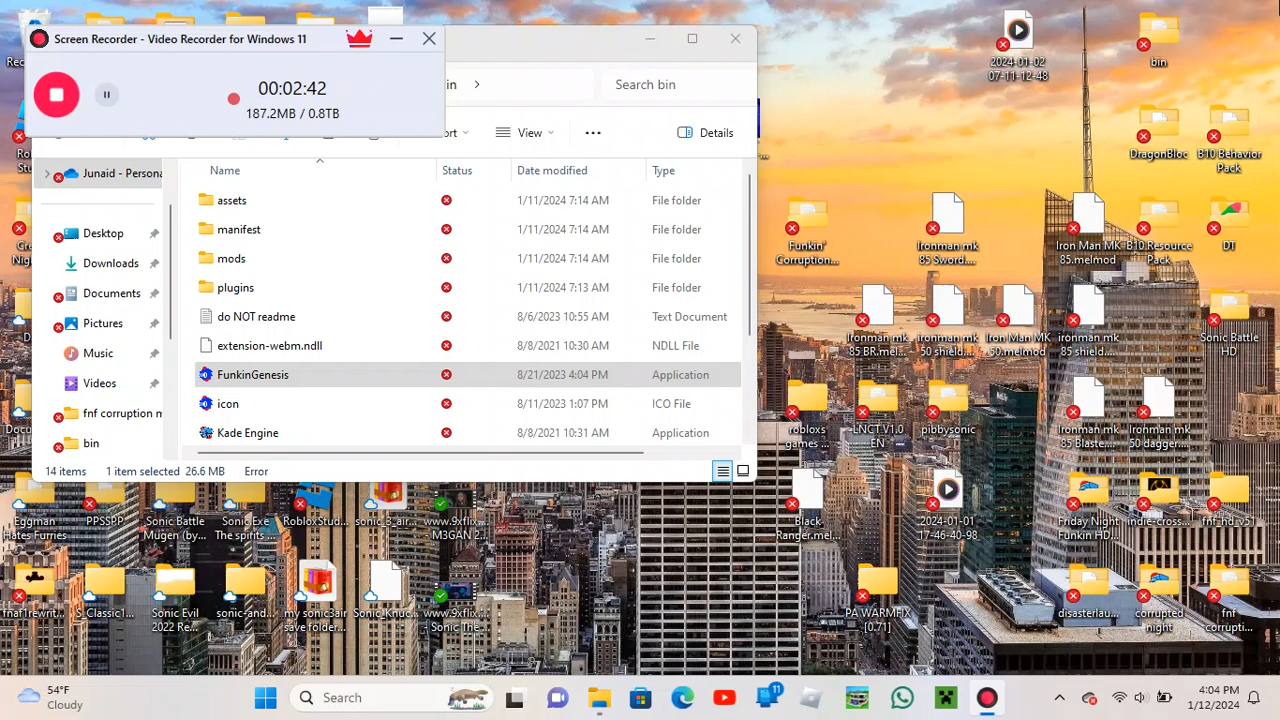 Screen Recorder - Video Recorder for Windows 11
00:02:42
187.2MB / 0.8TB
Search bin
View
Details
Name
Status
Date modified
Type
Junaid - Persona
assets
1/11/2024 7:14 AM
File folder
manifest
1/11/2024 7:14 AM
File folder
mods
1/11/2024 7:14 AM
File folder
plugins
1/11/2024 7:13 AM
File folder
do NOT readme
8/6/2023 10:55 AM
Text Document
extension-webm.ndll
8/8/2021 10:30 AM
NDLL File
FunkinGenesis
8/21/2023 4:04 PM
Application
icon
8/11/2023 1:07 PM
ICO File
Kade Engine
8/8/2021 10:31 AM
Application
Desktop
Downloads
Documents
Pictures
Music
Videos
fnf corruption m
bin
14 items
1 item selected
26.6 MB
Error
2024-01-02
07-11-12-48
bin
DragonBloc
B10 Behavior
Pack
Funkin'
Corruption...
Ironman mk
85 Sword....
Iron Man MK
85.melmod
B10 Resource
Pack
DT
Ironman mk
85 BR.mel...
Ironman mk
50 shield...
Iron Man MK
50.melmod
ironman mk
85 shield...
Sonic Battle
HD
robloxs
games ...
LNCT V1.0
EN
pibbysonic
Ironman mk
85 Blaste...
Ironman mk
50 dagger...
Black
Ranger.mel...
2024-01-01
17-46-40-98
Friday Night
Funkin HD...
indie-cross...
fnf_hd_v51
Eggman
Hates Furries
PPSSPP
Sonic Battle
Mugen (by...
Sonic.Exe
The spirits ...
RobloxStud...
sonic_3_air...
www.9xflix...
M3GAN 2...
fnaf1rewrit...
S_Classic1...
Sonic Evil
2022 Re...
sonic-and...
my sonic3air
save folder...
Sonic_Knuc...
www.9xflix...
- Sonic The...
PA WARMFIX
[0.71]
disasterlau...
corrupted
night
fnf
corrupti...
54°F
Cloudy
Search
11
4:04 PM
1/12/2024